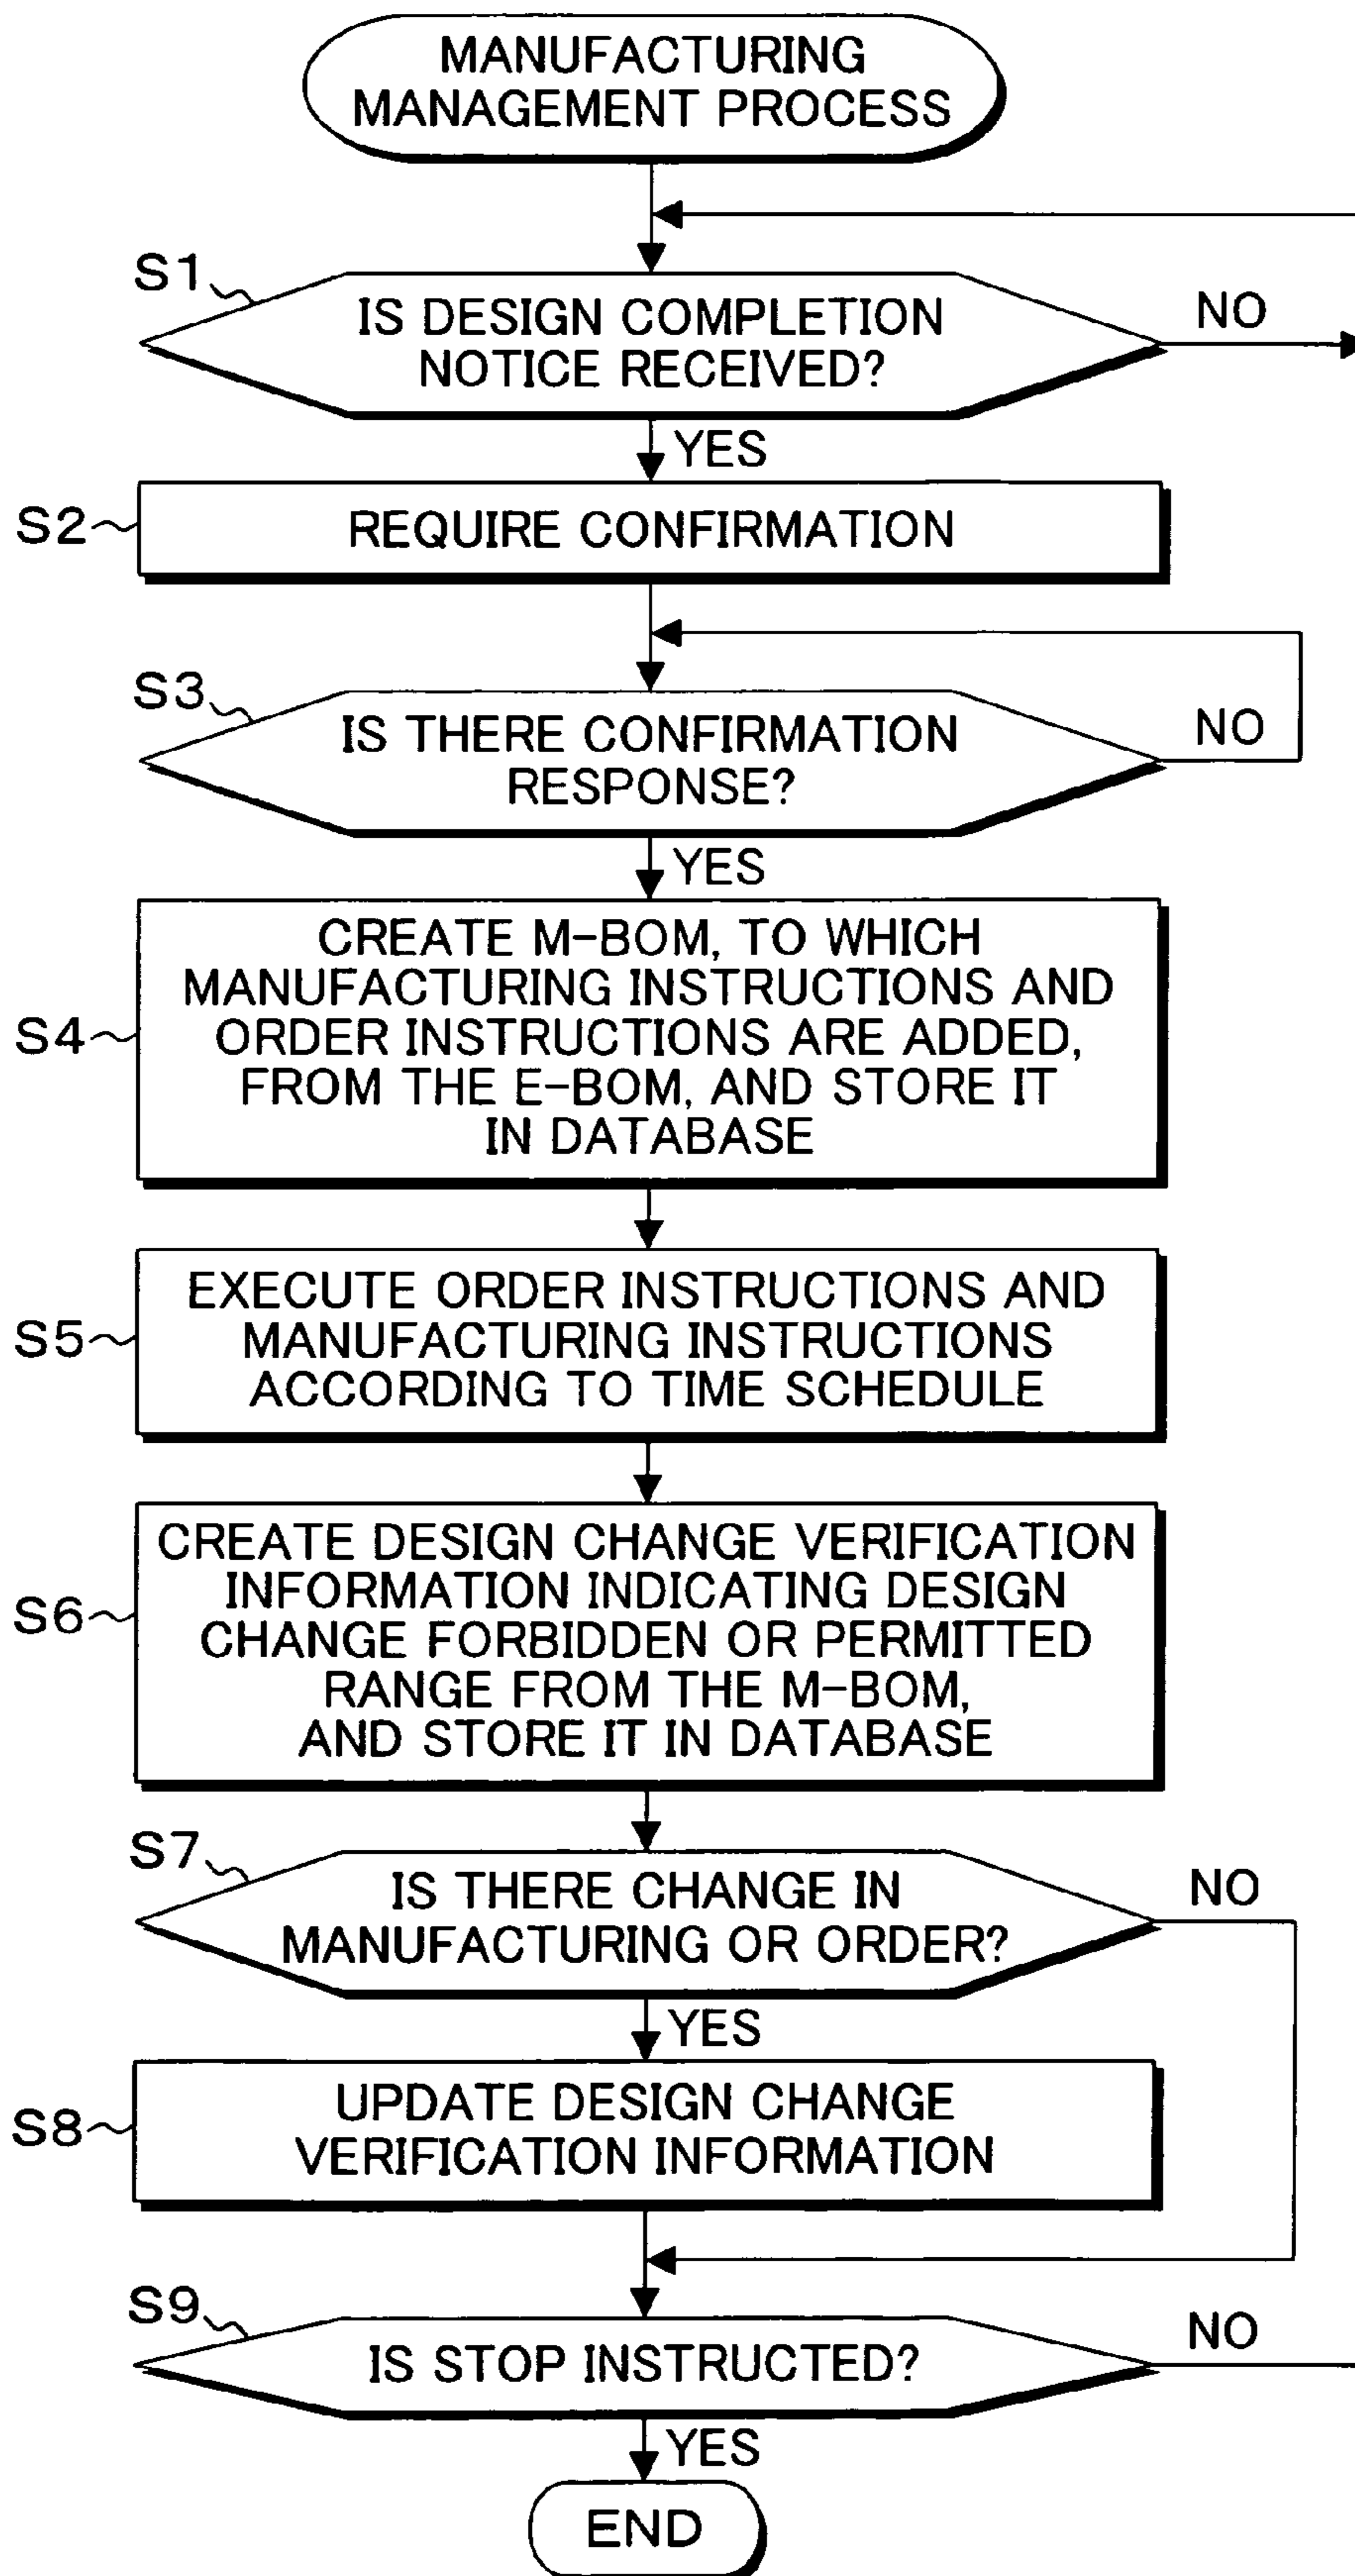 MANUFACTURING
MANAGEMENT PROCESS
S1
IS DESIGN COMPLETION
NOTICE RECEIVED?
NO
YES
S2
REQUIRE CONFIRMATION
S3
IS THERE CONFIRMATION
RESPONSE?
NO
YES
S4
CREATE M-BOM, TO WHICH
MANUFACTURING INSTRUCTIONS AND
ORDER INSTRUCTIONS ARE ADDED,
FROM THE E-BOM, AND STORE IT
IN DATABASE
S5
EXECUTE ORDER INSTRUCTIONS AND
MANUFACTURING INSTRUCTIONS
ACCORDING TO TIME SCHEDULE
S6
CREATE DESIGN CHANGE VERIFICATION
INFORMATION INDICATING DESIGN
CHANGE FORBIDDEN OR PERMITTED
RANGE FROM THE M-BOM,
AND STORE IT IN DATABASE
S7
IS THERE CHANGE IN
MANUFACTURING OR ORDER?
NO
YES
S8
UPDATE DESIGN CHANGE
VERIFICATION INFORMATION
S9
IS STOP INSTRUCTED?
NO
YES
END